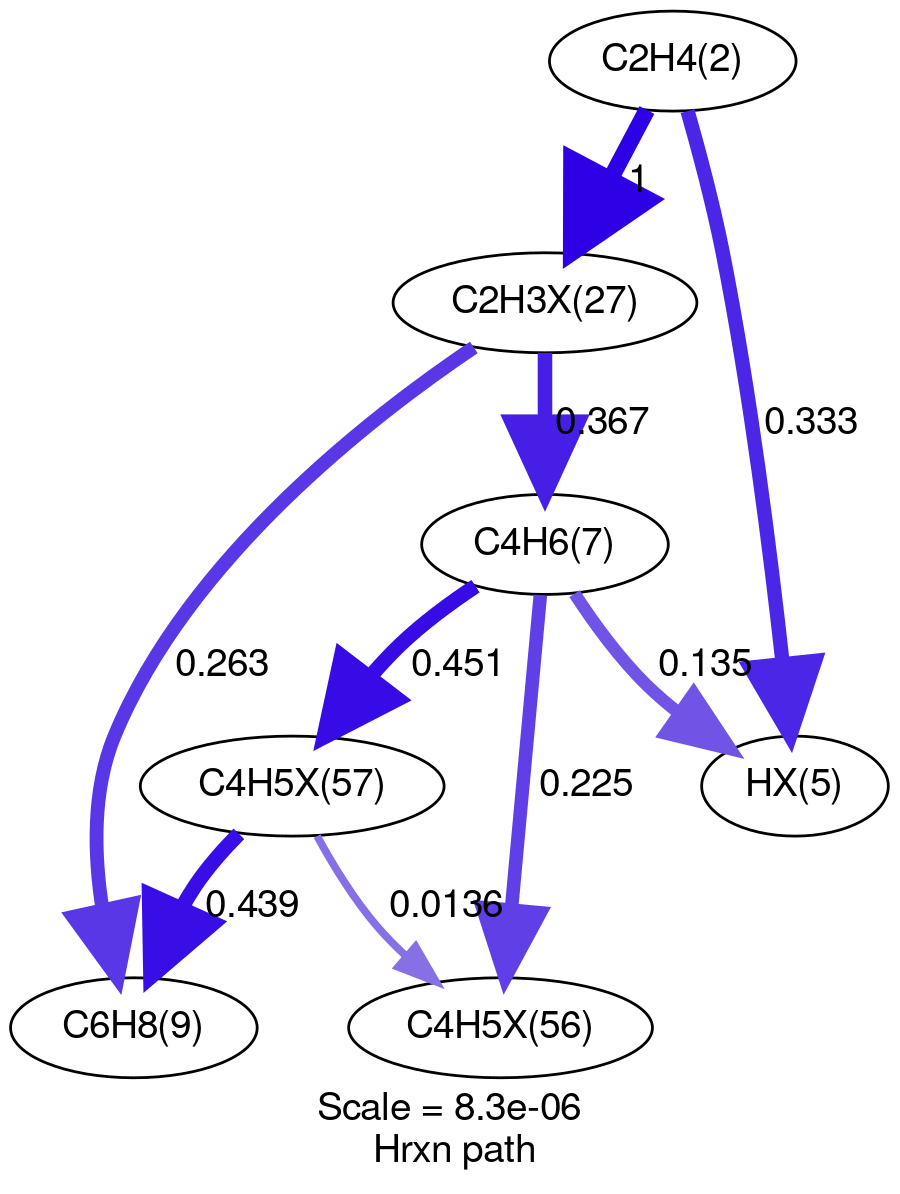 C2H4(2)
1
C2H3X(27)
0.367
0.333
C4H6(7)
0.263
0.451
0.135
C4H5X(57)
0.225
HX(5)
0.439
0.0136
C6H8(9)
C4H5X(56)
Scale = 8.3e-06
Hrxn path